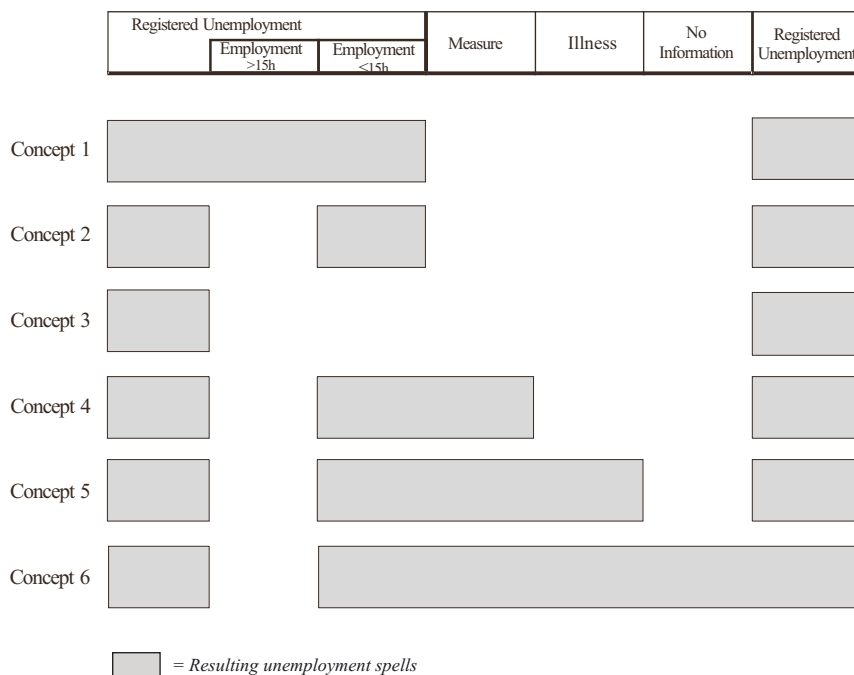 Registered Unemployment
Employment
>15h
Employment
<15h
Measure
Illness
No
Information
Registered
Unemployment
Concept 1
Concept 2
Concept 3
Concept 4
Concept 5
Concept 6
= Resulting unemployment spells